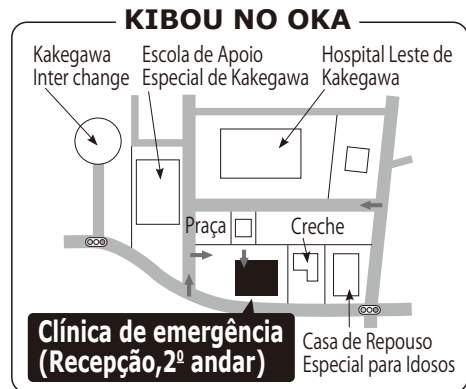 KIBOU NO OKA
Kakegawa
Inter change
Escola de Apoio
Especial de Kakegawa
Hospital Leste de
Kakegawa
Praça
Creche
Clínica de emergência
(Recepção,2º andar)
Casa de Repouso
Especial para Idosos